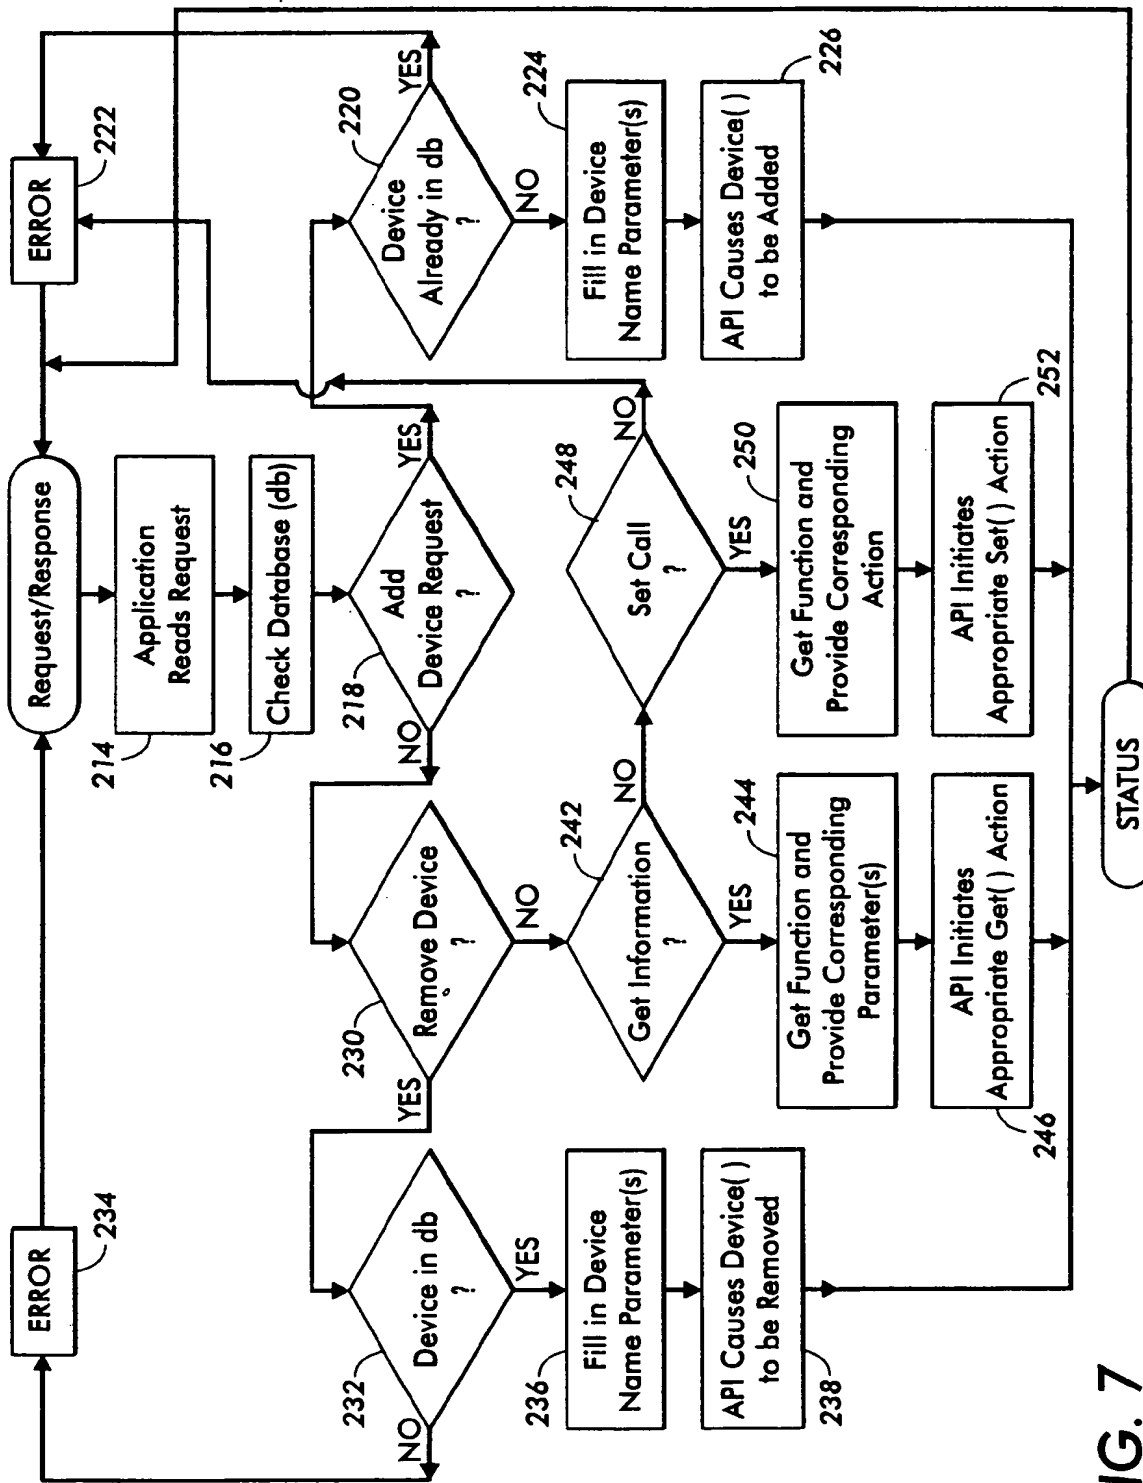 ERROR
234
Request/Response
ERROR
222
Application
Reads Request
214
Check Database (db)
216
Add
Device Request
?
218
YES
NO
Device
Already in db
?
220
YES
NO
Fill in Device
Name Parameter(s)
224
API Causes Device( )
to be Added
226
Remove Device
?
230
YES
NO
Device in db
?
232
NO
YES
Fill in Device
Name Parameter(s)
236
API Causes Device( )
to be Removed
238
Get Information
?
242
NO
YES
Get Function and
Provide Corresponding
Parameter(s)
244
API Initiates
Appropriate Get( ) Action
246
Set Call
?
248
NO
YES
Get Function and
Provide Corresponding
Action
250
API Initiates
Appropriate Set( ) Action
252
STATUS
IG. 7